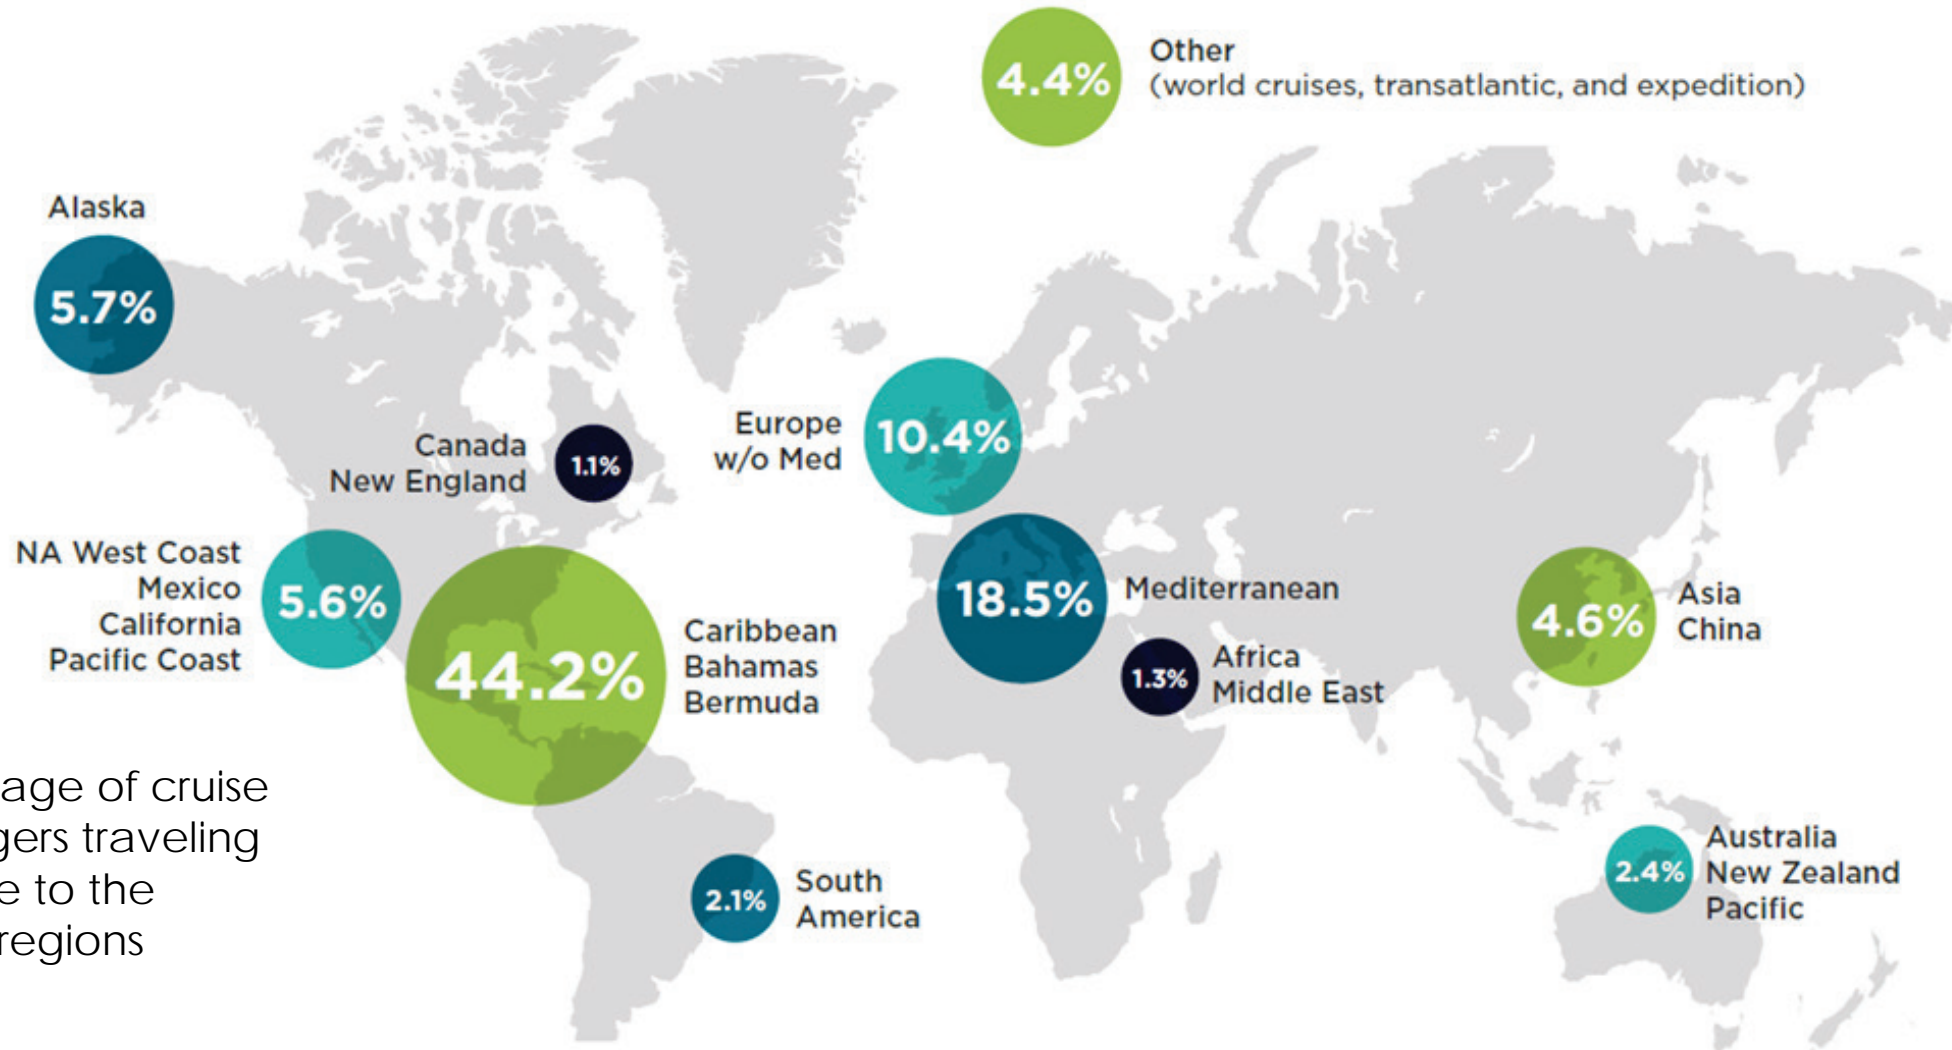 4.4%
Other
(world cruises, transatlantic, and expedition)
Alaska
5.7%
Canada
New England
1.1%
Europe
w/o Med
10.4%
NA West Coast
Mexico
California
Pacific Coast
5.6%
44.2%
Caribbean
Bahamas
Bermuda
18.5%
Mediterranean
1.3%
Africa
Middle East
4.6%
Asia
China
age of cruise
gers traveling
e to the
regions
2.1%
South
America
2.4%
Australia
New Zealand
Pacific